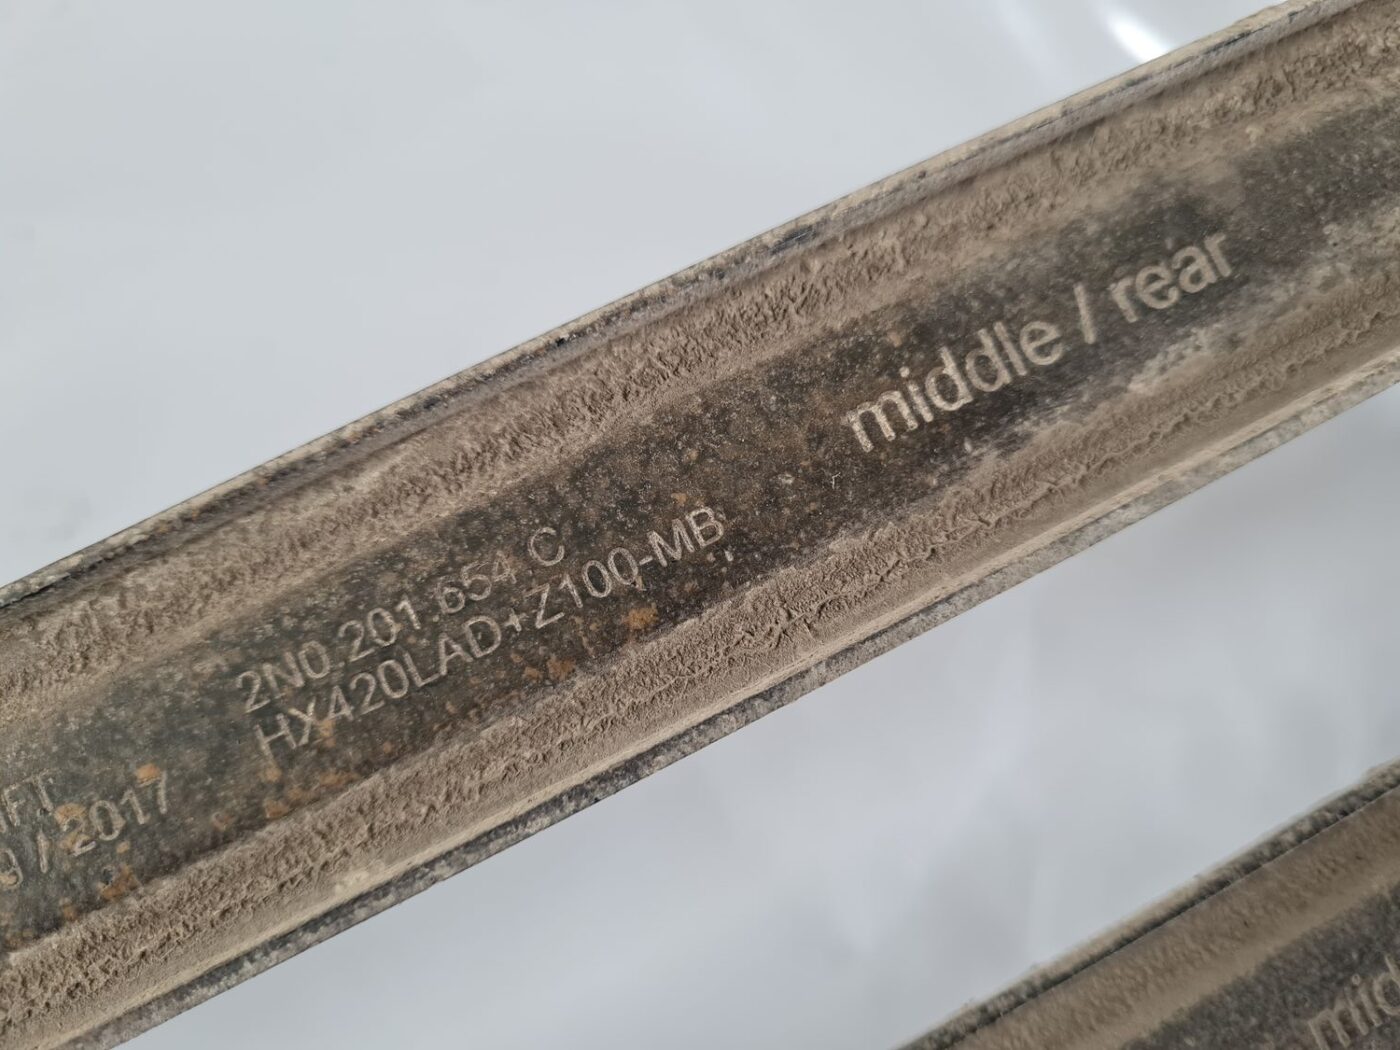 middle / rear
2N0.201.654 C
HX420LAD+Z100-MB
/ 2017